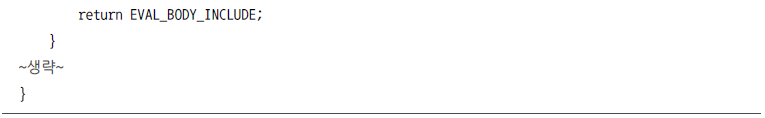 return EVAL_BODY_INCLUDE;
}
~생략~
}